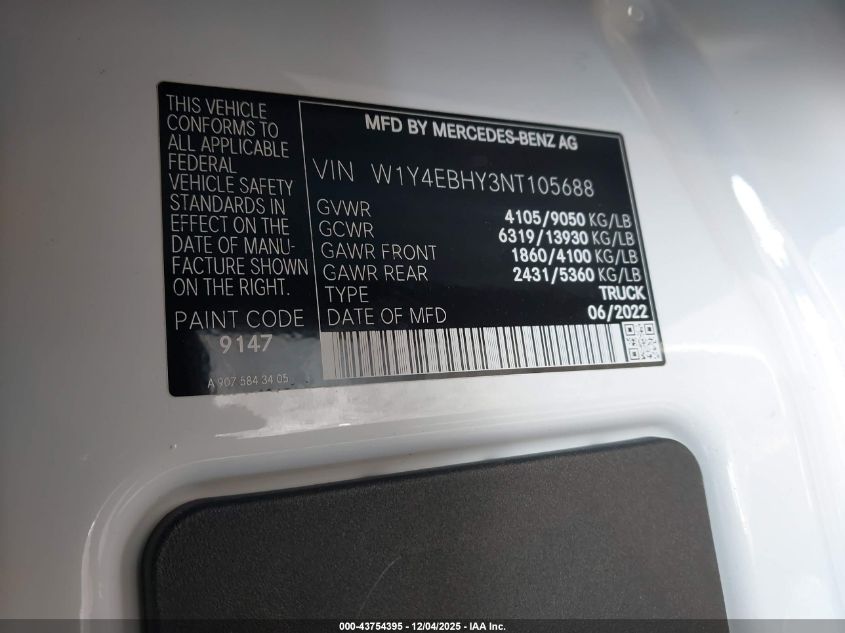 THIS VEHICLE
CONFORMS TO
ALL APPLICABLE
FEDERAL
VEHICLE SAFETY
STANDARDS IN
EFFECT ON THE
DATE OF MANU-
FACTURE SHOWN
ON THE RIGHT.
PAINT CODE
9147
A 907 584 34 05
MFD BY MERCEDES-BENZ AG
VIN W1Y4EBHY3NT105688
GVWR 4105/9050 KG/LB
GCWR 6319/13930 KG/LB
GAWR FRONT 1860/4100 KG/LB
GAWR REAR 2431/5360 KG/LB
TYPE TRUCK
DATE OF MFD 06/2022
000-43754395 - 12/04/2025 - IAA Inc.